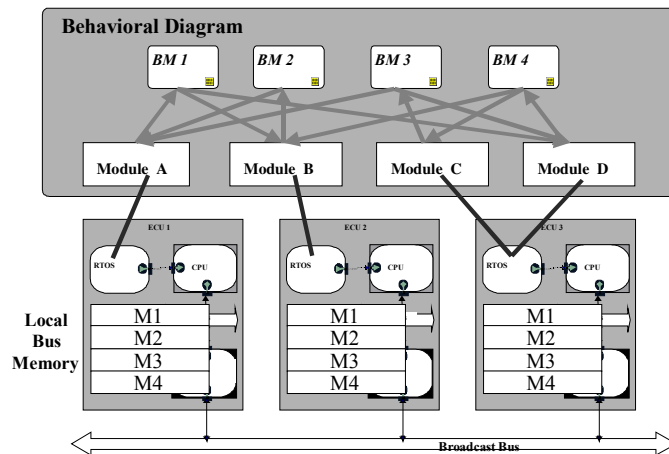 Behavioral Diagram
BM 1
BM 2
BM 3
BM 4
Module A
Module B
Module C
Module D
ECU 1
ECU 2
ECU 3
RTOS
CPU
RTOS
CPU
RTOS
CPU
Local
Bus
Memory
M1
M2
M3
M4
M1
M2
M3
M4
M1
M2
M3
M4
Broadcast Bus